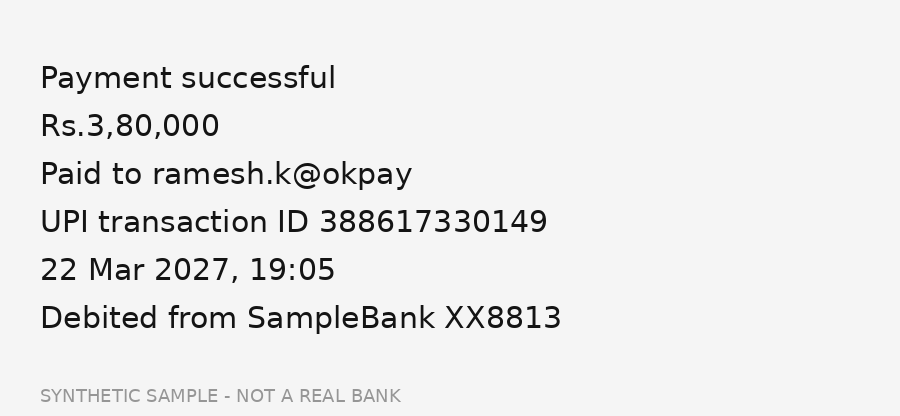 Payment successful
Rs.3,80,000
Paid to ramesh.k@okpay
UPI transaction ID 388617330149
22 Mar 2027, 19:05
Debited from SampleBank XX8813
SYNTHETIC SAMPLE - NOT A REAL BANK